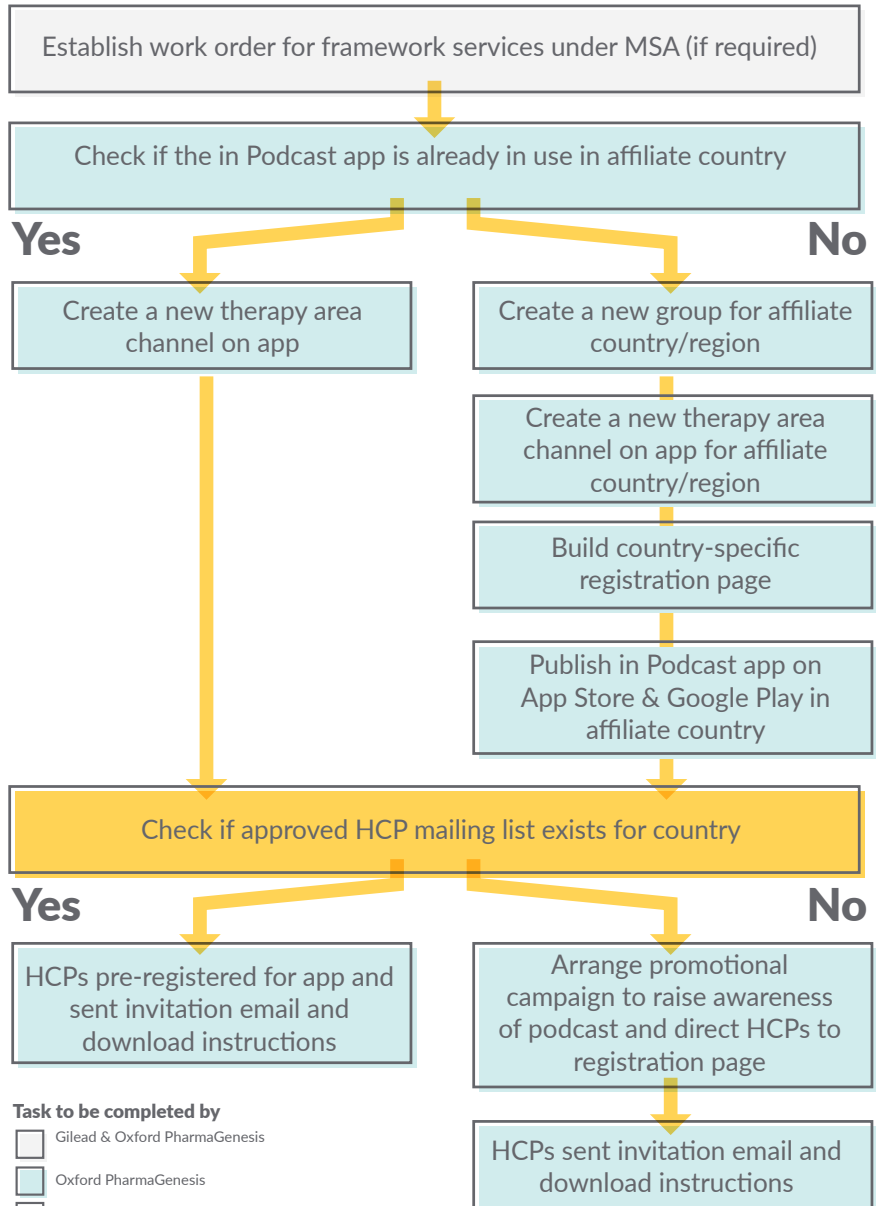 Establish work order for framework services under MSA (if required)
Check if the in Podcast app is already in use in affiliate country
Yes
No
Create a new therapy area
channel on app
Create a new group for affiliate
country/region
Create a new therapy area
channel on app for affiliate
country/region
Build country-specific
registration page
Publish in Podcast app on
App Store & Google Play in
affiliate country
Check if approved HCP mailing list exists for country
Yes
No
HCPs pre-registered for app and
sent invitation email and
download instructions
Arrange promotional
campaign to raise awareness
of podcast and direct HCPs to
registration page
HCPs sent invitation email and
download instructions
Task to be completed by
Gilead & Oxford PharmaGenesis
Oxford PharmaGenesis